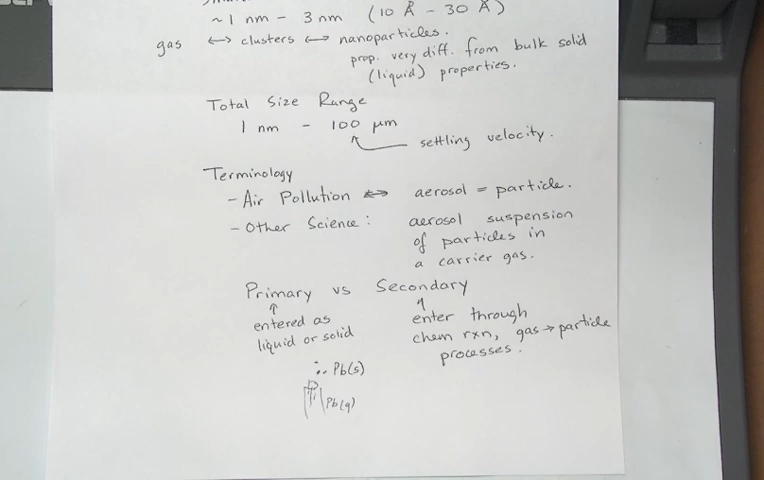 ~ 1 nm - 3 nm (10 Å - 30 Å)
gas ↔ clusters ↔ nanoparticles.
prop. very diff. from bulk solid
(liquid) properties.
Total Size Range
1 nm - 100 μm
settling velocity.
Terminology
- Air Pollution ↔ aerosol = particle.
- Other Science: aerosol suspension
of particles in
a carrier gas.
Primary vs Secondary
entered as
liquid or solid
enter through
chem rxn, gas → particle
processes.
Pb(s)
Pb(g)